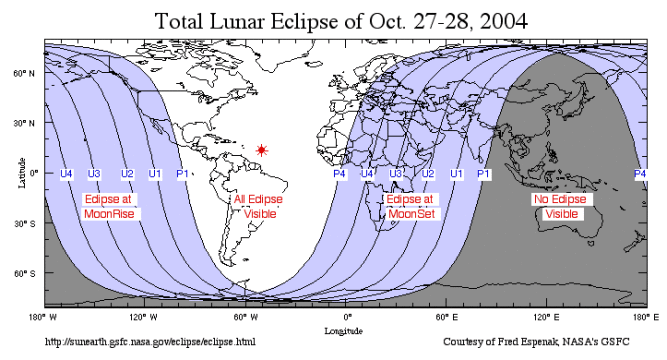 Total Lunar Eclipse of Oct. 27-28, 2004
60° N
30° N
0°
30° S
60° S
Latitude
U4 U3 U2 U1 P1 P4 U4 U3 U2 U1 P1 P4
Eclipse at
MoonRise
All Eclipse
Visible
Eclipse at
MoonSet
No Eclipse
Visible
180° W 120° W 60° W 0° 60° E 120° E 180° E
Longitude
http://sunearth.gsfc.nasa.gov/eclipse/eclipse.html
Courtesy of Fred Espenak, NASA's GSFC